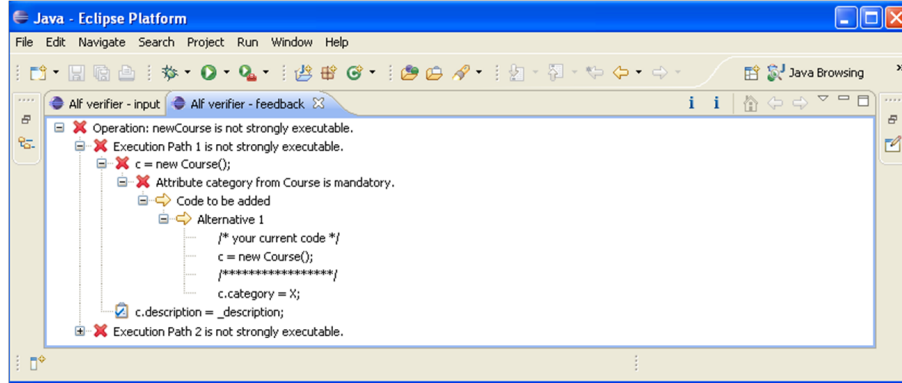 Java - Eclipse Platform
File Edit Navigate Search Project Run Window Help
Java Browsing
Alf verifier - input
Alf verifier - feedback
Operation: newCourse is not strongly executable.
Execution Path 1 is not strongly executable.
c = new Course();
Attribute category from Course is mandatory.
Code to be added
Alternative 1
/* your current code */
c = new Course();
/*****************/
c.category = X;
c.description = _description;
Execution Path 2 is not strongly executable.